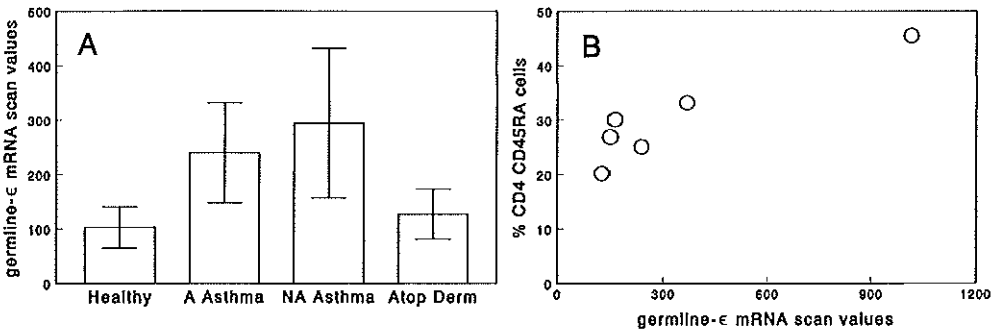 A
germline-ϵ mRNA scan values
500
400
300
200
100
0
Healthy A Asthma NA Asthma Atop Derm
B
% CD4 CD45RA cells
50
40
30
20
10
0
0 300 600 900 1200
germline-ϵ mRNA scan values